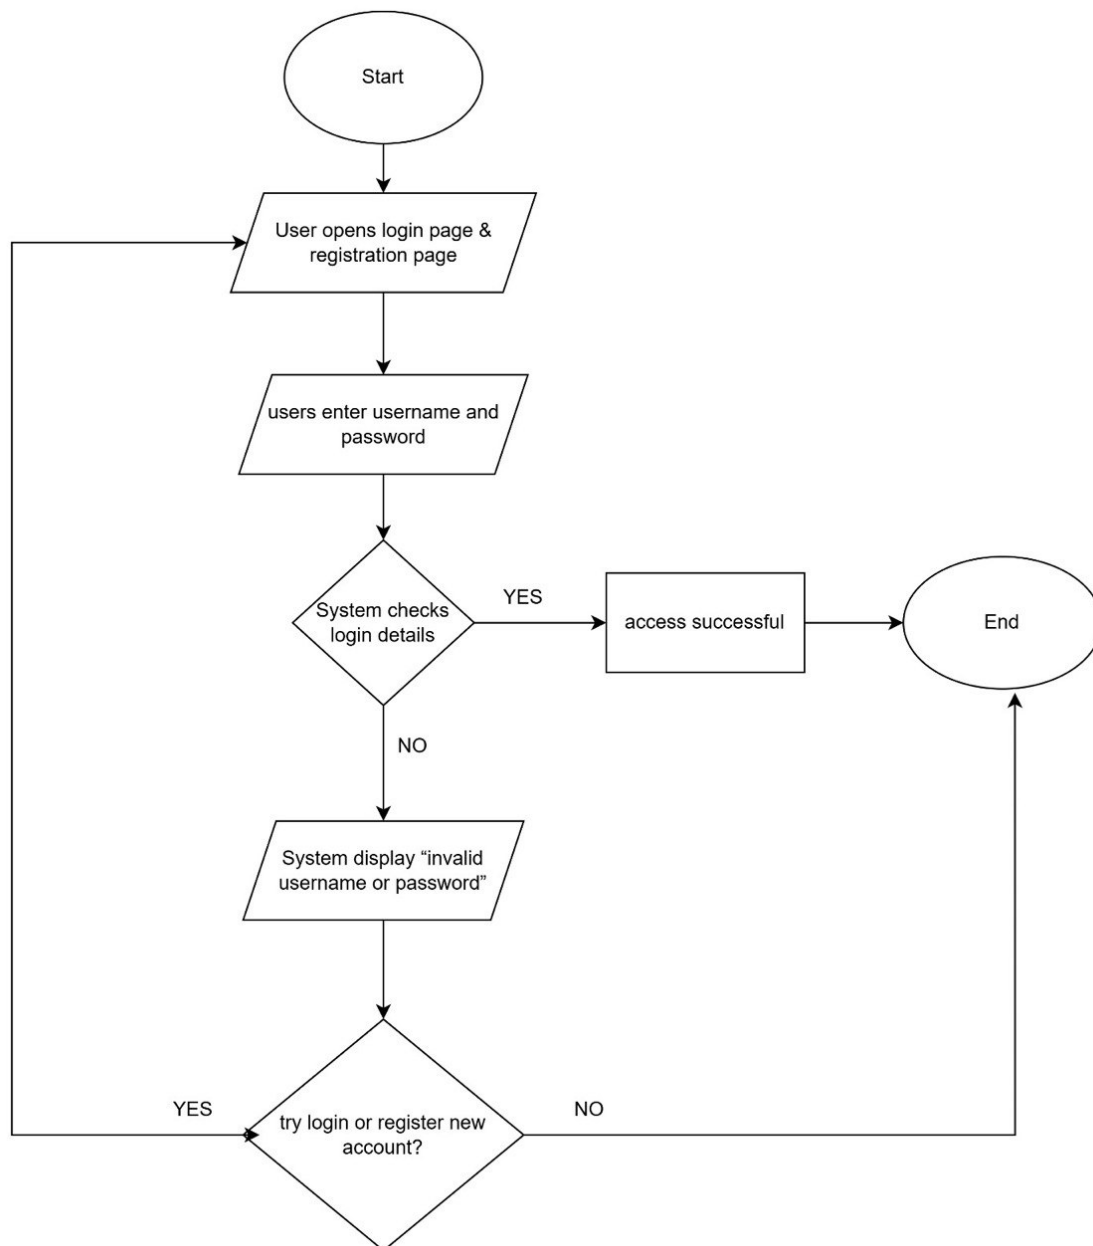 Start
User opens login page &
registration page
users enter username and
password
System checks
login details
YES
access successful
End
NO
System display “invalid
username or password”
YES
try login or register new
account?
NO